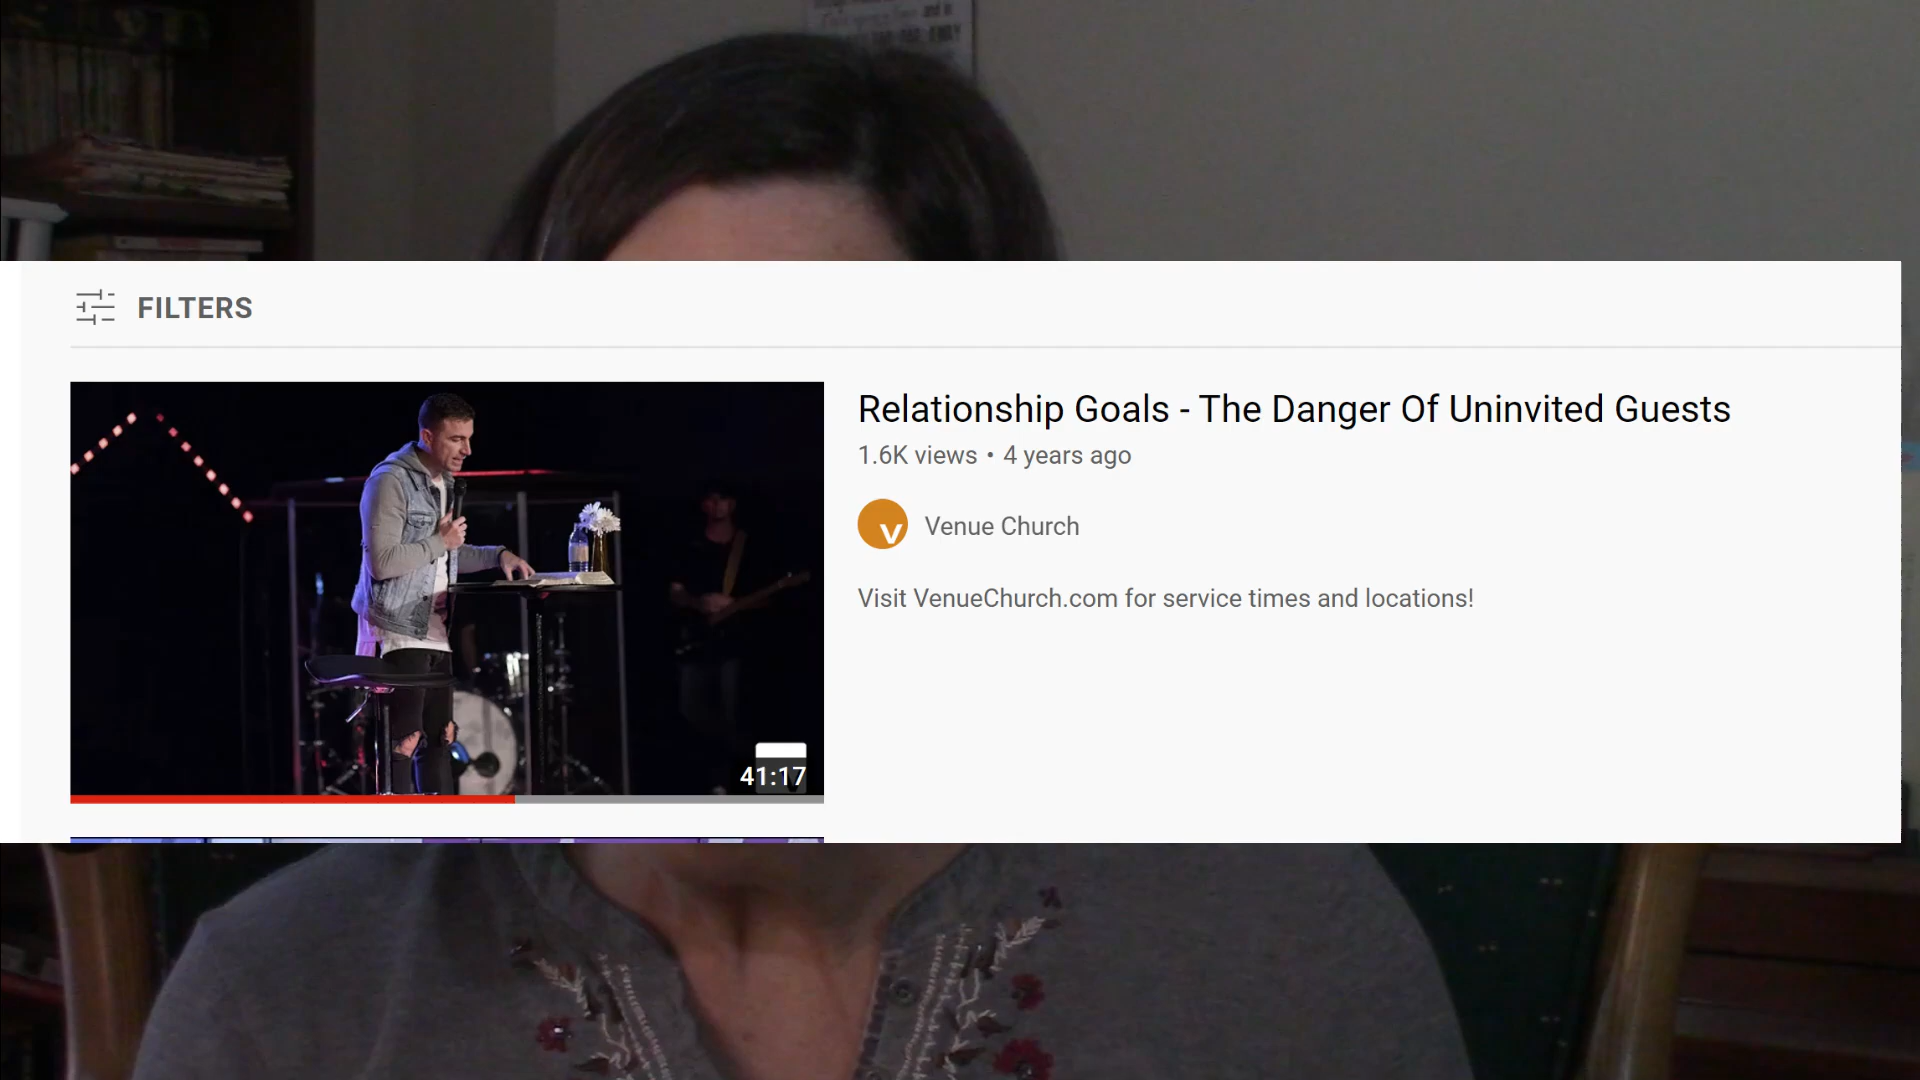 FILTERS
Relationship Goals - The Danger Of Uninvited Guests
1.6K views • 4 years ago
V
Venue Church
Visit VenueChurch.com for service times and locations!
41:17